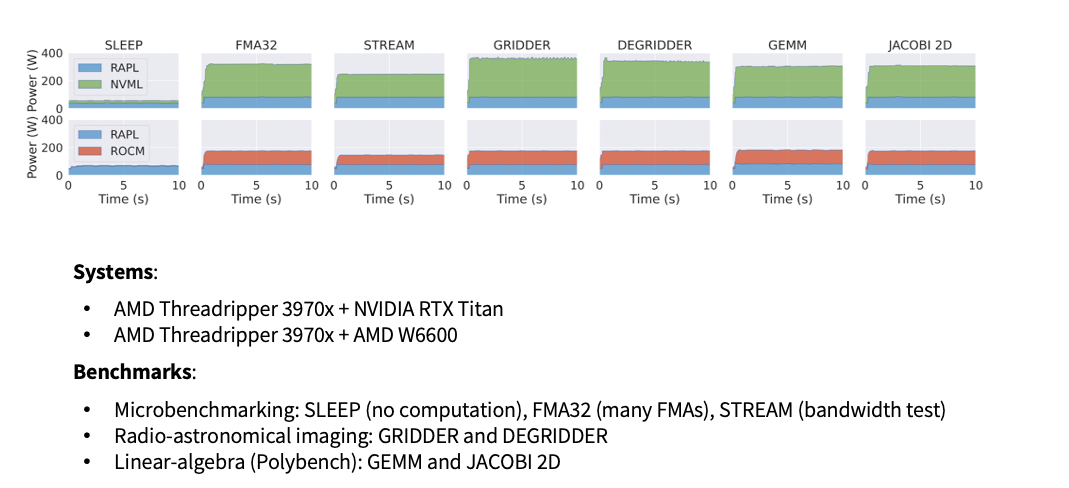 SLEEP FMA32 STREAM GRIDDER DEGRIDDER GEMM JACOBI 2D
Power (W)
400
200
0
RAPL
NVML
Power (W)
400
200
0
RAPL
ROCM
0 5 10 0 5 10 0 5 10 0 5 10 0 5 10 0 5 10 0 5 10
Time (s) Time (s) Time (s) Time (s) Time (s) Time (s) Time (s)
Systems:
• AMD Threadripper 3970x + NVIDIA RTX Titan
• AMD Threadripper 3970x + AMD W6600
Benchmarks:
• Microbenchmarking: SLEEP (no computation), FMA32 (many FMAs), STREAM (bandwidth test)
• Radio-astronomical imaging: GRIDDER and DEGRIDDER
• Linear-algebra (Polybench): GEMM and JACOBI 2D